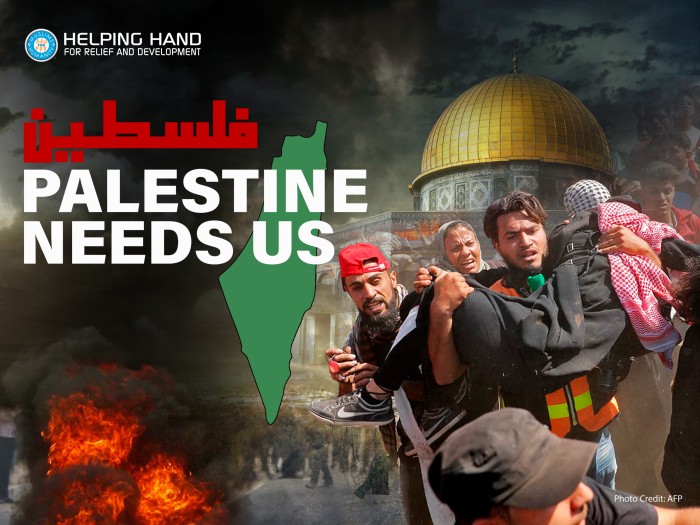 HELPING HAND
FOR RELIEF AND DEVELOPMENT
فلسطين
PALESTINE
NEEDS US
Photo Credit: AFP